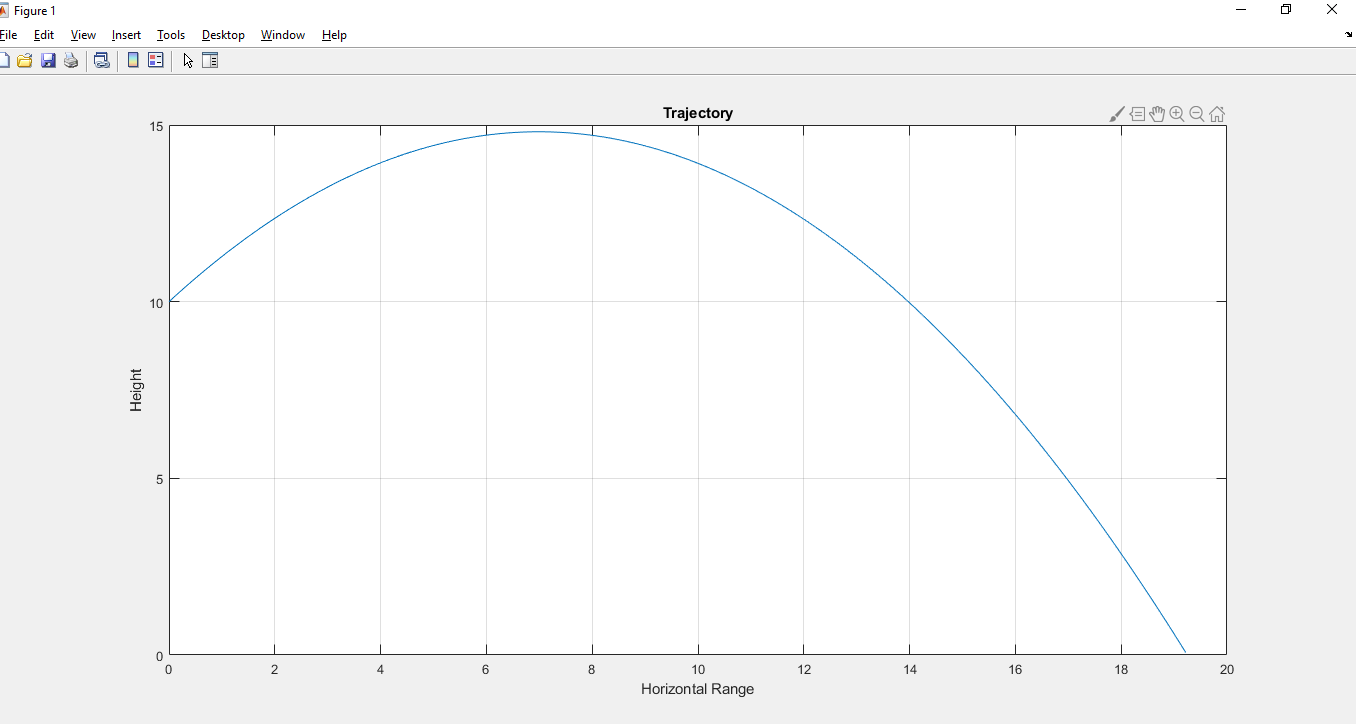 Figure 1
File Edit View Insert Tools Desktop Window Help
Trajectory
15
10
5
0
Height
0 2 4 6 8 10 12 14 16 18 20
Horizontal Range